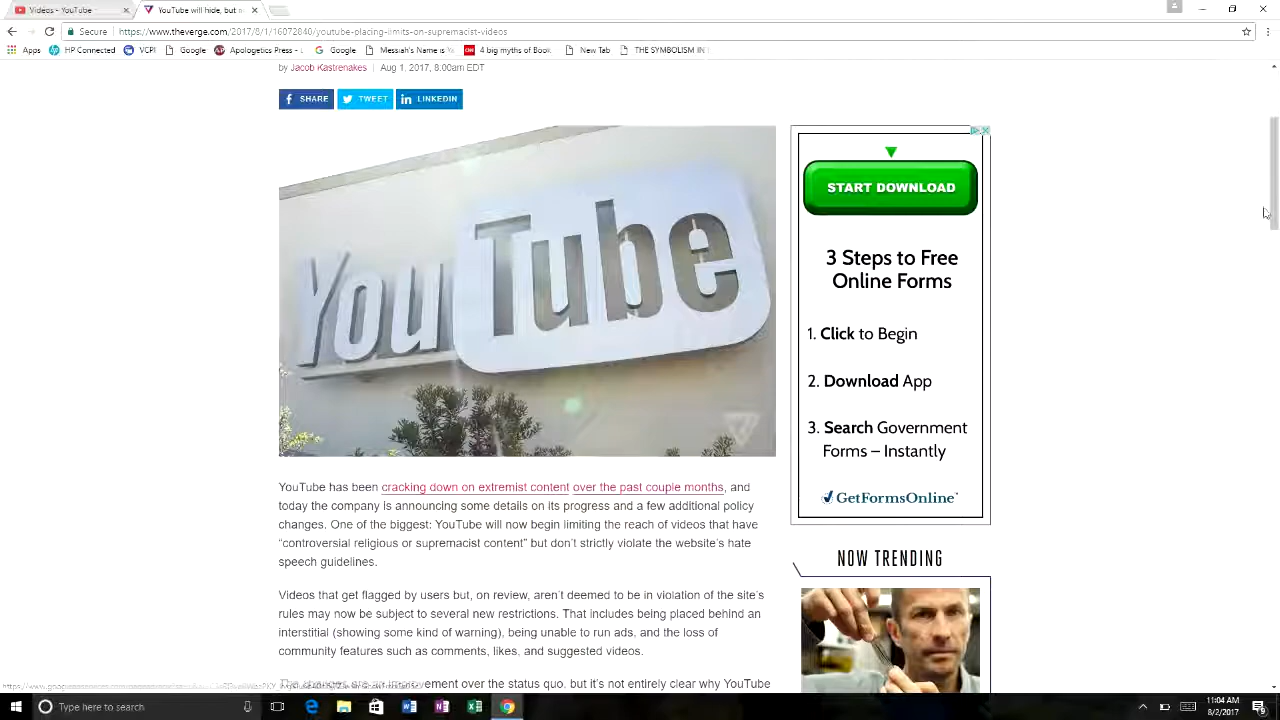 Videos - YouTube
YouTube will hide, but n
Secure
https://www.theverge.com/2017/8/1/16072840/youtube-placing-limits-on-supremacist-videos
Apps
HP Connected
VCPI
Google
Apologetics Press - L
Google
Messiah's Name is
4 big myths of Book
New Tab
THE SYMBOLISM IN
by Jacob Kastrenakes | Aug 1, 2017, 8:00am EDT
SHARE
TWEET
LINKEDIN
YouTube
START DOWNLOAD
3 Steps to Free
Online Forms
1. Click to Begin
2. Download App
3. Search Government
Forms – Instantly
GetFormsOnline
YouTube has been cracking down on extremist content over the past couple months, and
today the company is announcing some details on its progress and a few additional policy
changes. One of the biggest: YouTube will now begin limiting the reach of videos that have
“controversial religious or supremacist content” but don’t strictly violate the website’s hate
speech guidelines.
Videos that get flagged by users but, on review, aren’t deemed to be in violation of the site’s
rules may now be subject to several new restrictions. That includes being placed behind an
interstitial (showing some kind of warning), being unable to run ads, and the loss of
community features such as comments, likes, and suggested videos.
ement over the status quo, but it’s not entirely clear why YouTube
NOW TRENDING
Type here to search
11:04 AM
8/2/2017